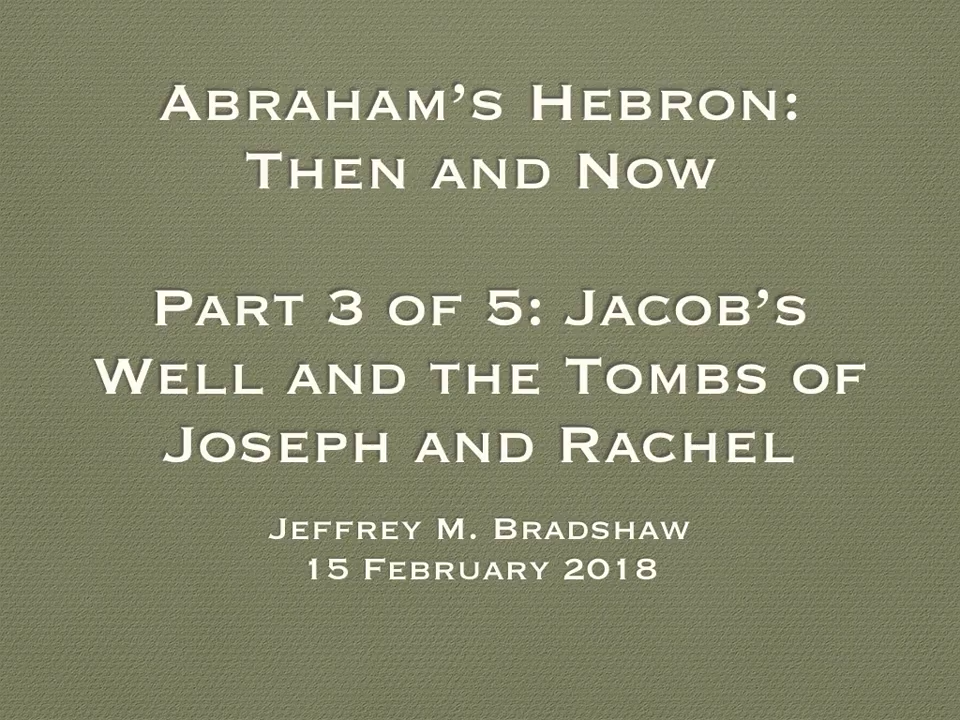 Abraham’s Hebron:
Then and Now
Part 3 of 5: Jacob’s
Well and the Tombs of
Joseph and Rachel
Jeffrey M. Bradshaw
15 February 2018